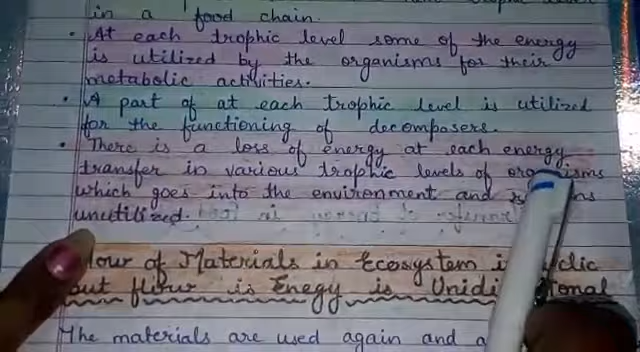 in a food chain.
• At each trophic level some of the energy
is utilized by the organisms for their
metabolic activities.
• A part of at each trophic level is utilized
for the functioning of decomposers.
• There is a loss of energy at each energy
transfer in various trophic levels of organisms
which goes into the environment and
unutilized.
of Materials in Ecosystem is
but flow is Enegy is
The materials are used again and